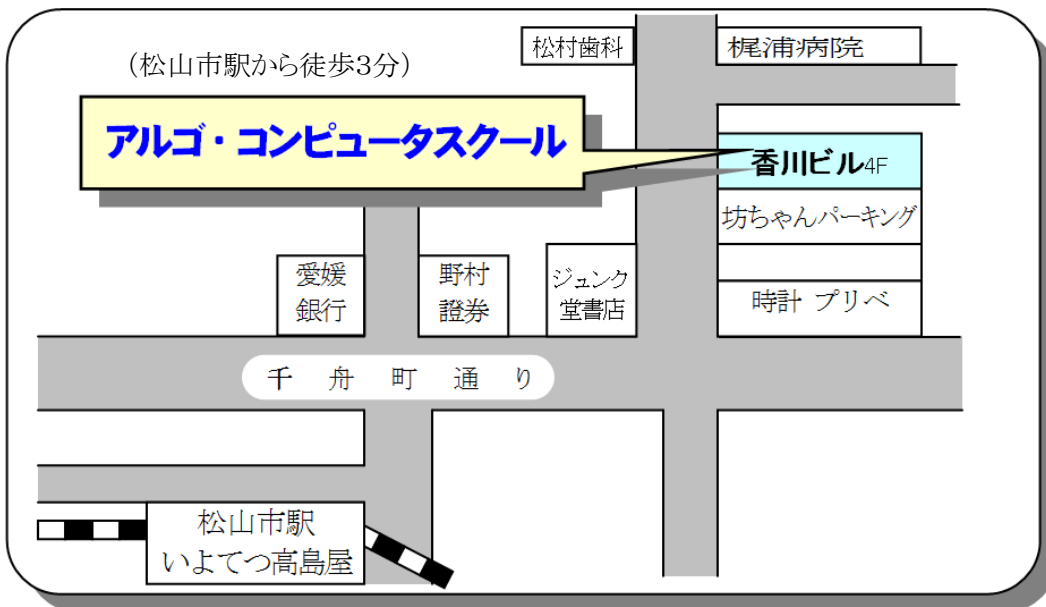 松村歯科
梶浦病院
（松山市駅から徒歩3分）
アルゴ・コンピュータスクール
香川ビル4F
坊ちゃんパーキング
愛媛
銀行
野村
證券
ジュンク
堂書店
時計 プリベ
千舟町通り
松山市駅
いよてつ高島屋